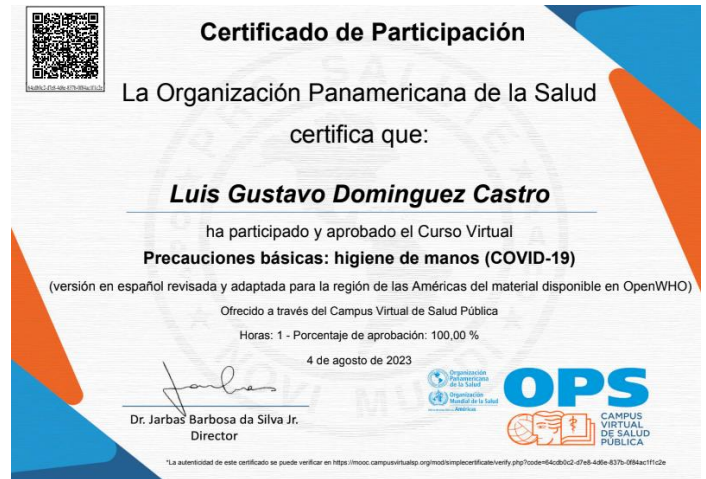 Certificado de Participación
64cdb0c2-d7e8-4d6e-837b-0f84ac1f1c2e
La Organización Panamericana de la Salud
certifica que:
Luis Gustavo Dominguez Castro
ha participado y aprobado el Curso Virtual
Precauciones básicas: higiene de manos (COVID-19)
(versión en español revisada y adaptada para la región de las Américas del material disponible en OpenWHO)
Ofrecido a través del Campus Virtual de Salud Pública
Horas: 1 - Porcentaje de aprobación: 100,00 %
4 de agosto de 2023
Dr. Jarbas Barbosa da Silva Jr.
Director
Organización
Panamericana
de la Salud
Organización
Mundial de la Salud
Américas
OPS
CAMPUS
VIRTUAL
DE SALUD
PÚBLICA
*La autenticidad de este certificado se puede verificar en https://mooc.campusvirtualsp.org/mod/simplecertificate/verify.php?code=64cdb0c2-d7e8-4d6e-837b-0f84ac1f1c2e